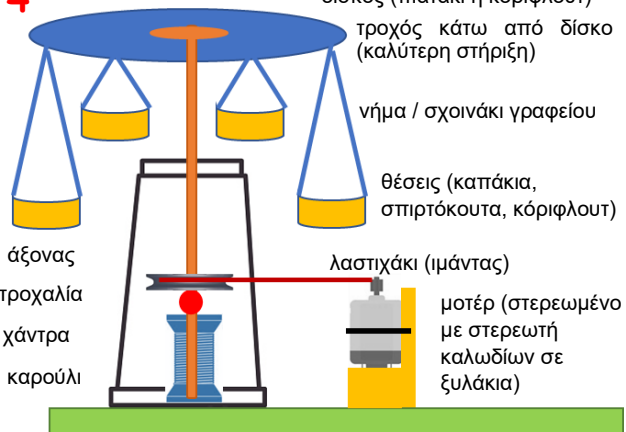 4
τροχός κάτω από δίσκο
(καλύτερη στήριξη)
νήμα / σχοινάκι γραφείου
θέσεις (καπάκια,
σπιρτόκουτα, κόριφλουτ)
άξονας
τροχαλία
χάντρα
καρούλι
λαστιχάκι (ιμάντας)
μοτέρ (στερεωμένο
με στερεωτή
καλωδίων σε
ξυλάκια)